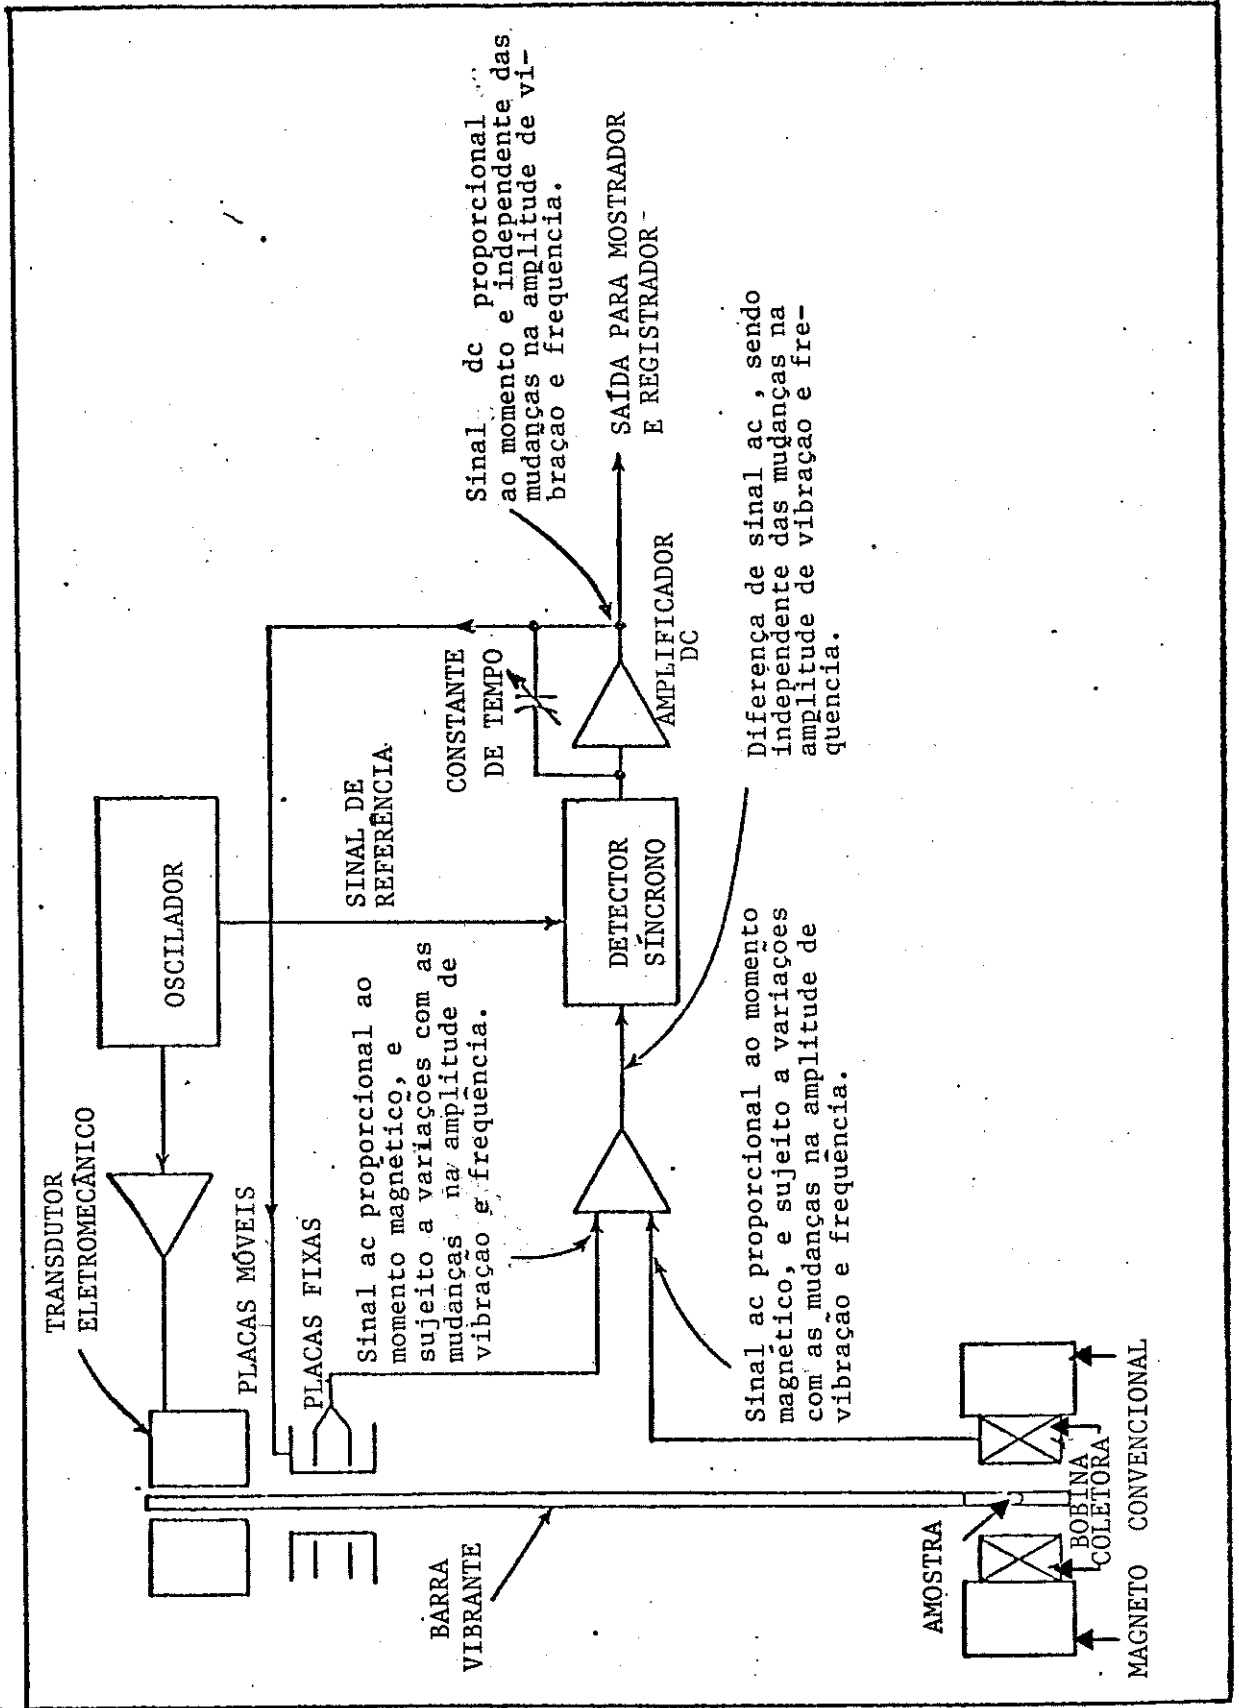 TRANSDUTOR
ELETROMECÂNICO
OSCILADOR
PLACAS MÓVEIS
PLACAS FIXAS
SINAL DE
REFERÊNCIA
CONSTANTE
DE TEMPO
Sinal dc proporcional
ao momento e independente das
mudanças na amplitude de vi-
braçao e frequencia.
Sinal ac proporcional ao
momento magnético, e
sujeito a variações com as
mudanças na amplitude de
vibração e frequência.
BARRA
VIBRANTE
DETECTOR
SÍNCRONO
AMPLIFICADOR
DC
SAÍDA PARA MOSTRADOR
E REGISTRADOR
Sinal ac proporcional ao momento
magnético, e sujeito a variações
com as mudanças na amplitude de
vibração e frequência.
Diferença de sinal ac , sendo
independente das mudanças na
amplitude de vibração e fre-
quencia.
AMOSTRA
BOBINA
COLETORA
MAGNETO CONVENCIONAL